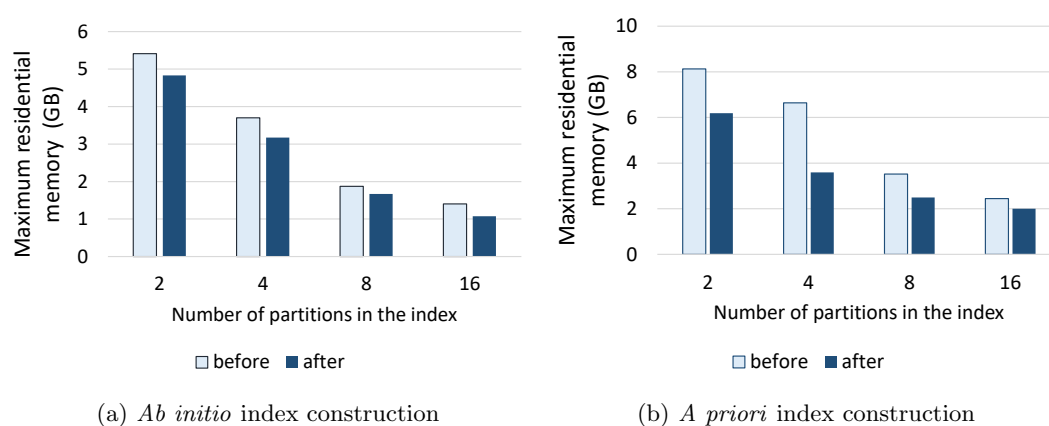 Maximum residential
memory (GB)
6
5
4
3
2
1
0
2 4 8 16
Number of partitions in the index
before after
(a) Ab initio index construction
Maximum residential
memory (GB)
10
8
6
4
2
0
2 4 8 16
Number of partitions in the index
before after
(b) A priori index construction